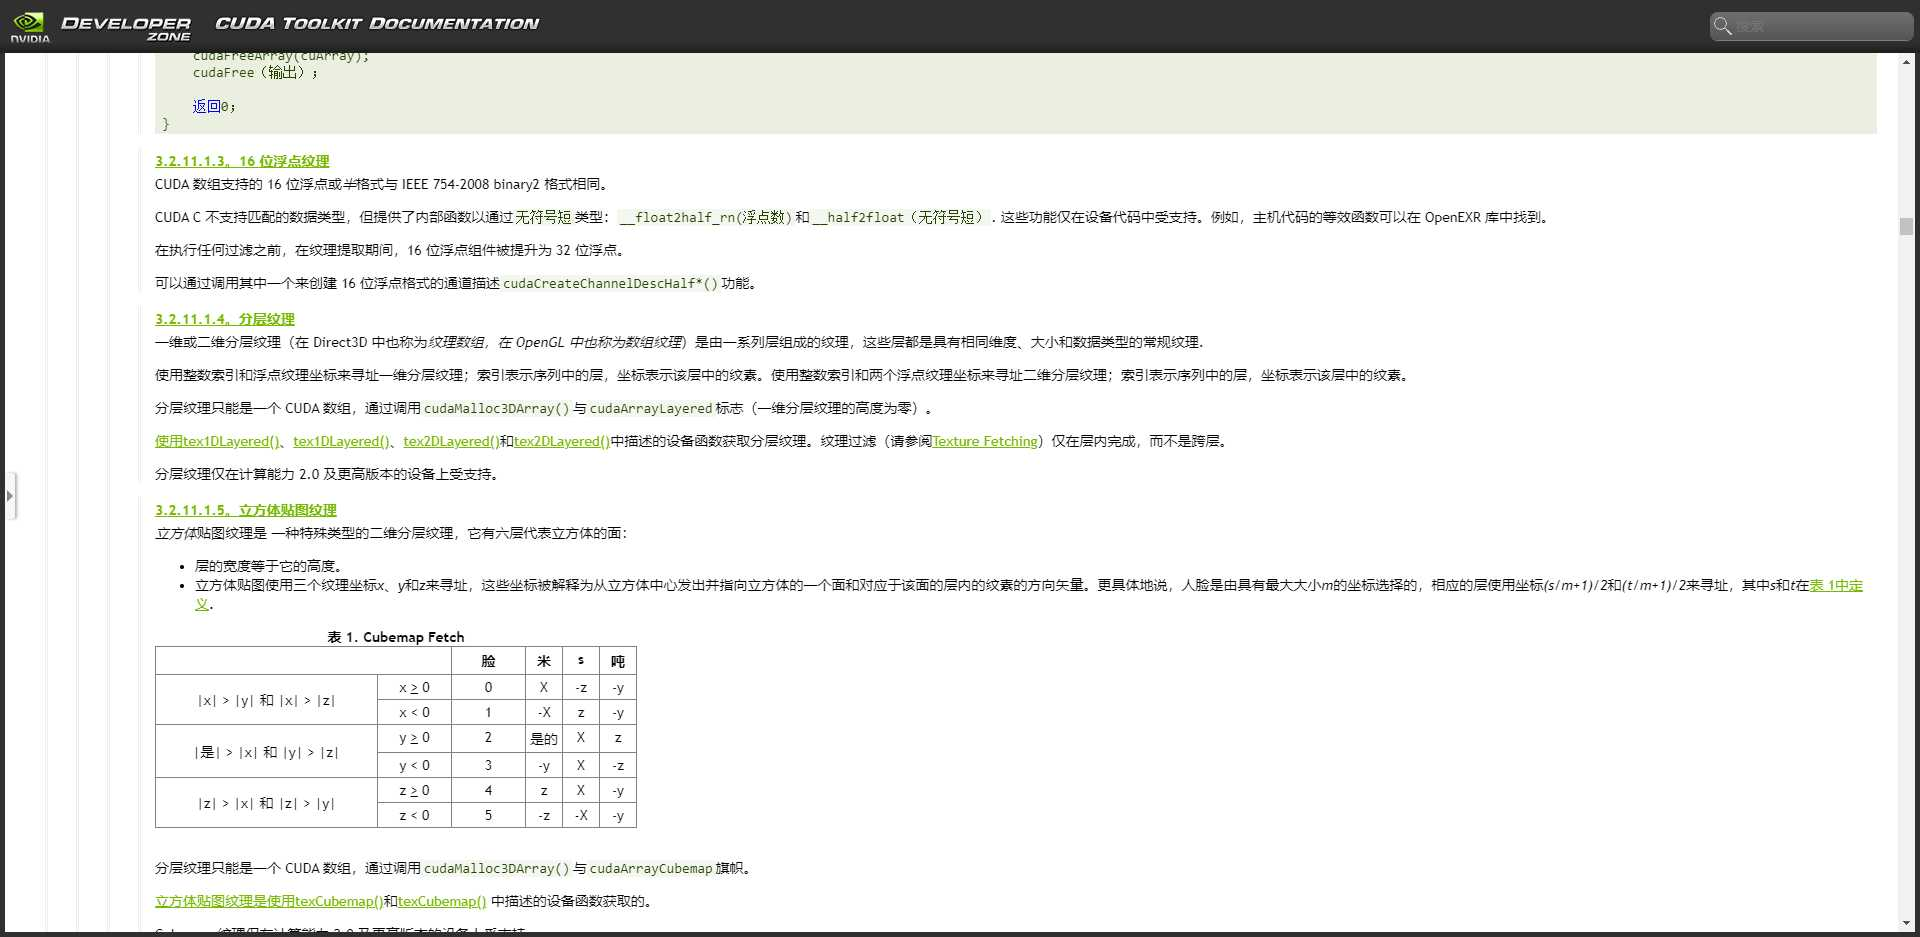 NVIDIA
DEVELOPER ZONE
CUDA TOOLKIT DOCUMENTATION
搜索
cudaFreeArray(cuArray);
cudaFree（输出）;
返回0;
}
3.2.11.1.3。16 位浮点纹理
CUDA 数组支持的 16 位浮点或半格式与 IEEE 754-2008 binary2 格式相同。
CUDA C 不支持匹配的数据类型，但提供了内部函数以通过 无符号短 类型： __float2half_rn(浮点数) 和 __half2float（无符号短）. 这些功能仅在设备代码中受支持。例如，主机代码的等效函数可以在 OpenEXR 库中找到。
在执行任何过滤之前，在纹理提取期间，16 位浮点组件被提升为 32 位浮点。
可以通过调用其中一个来创建 16 位浮点格式的通道描述 cudaCreateChannelDescHalf*() 功能。
3.2.11.1.4。分层纹理
一维或二维分层纹理（在 Direct3D 中也称为纹理数组，在 OpenGL 中也称为数组纹理）是由一系列层组成的纹理，这些层都是具有相同维度、大小和数据类型的常规纹理.
使用整数索引和浮点纹理坐标来寻址一维分层纹理；索引表示序列中的层，坐标表示该层中的纹素。使用整数索引和两个浮点纹理坐标来寻址二维分层纹理；索引表示序列中的层，坐标表示该层中的纹素。
分层纹理只能是一个 CUDA 数组，通过调用 cudaMalloc3DArray() 与 cudaArrayLayered 标志（一维分层纹理的高度为零）。
使用tex1DLayered()、tex1DLayered()、tex2DLayered()和tex2DLayered()中描述的设备函数获取分层纹理。纹理过滤（请参阅Texture Fetching）仅在层内完成，而不是跨层。
分层纹理仅在计算能力 2.0 及更高版本的设备上受支持。
3.2.11.1.5。立方体贴图纹理
立方体贴图纹理是 一种特殊类型的二维分层纹理，它有六层代表立方体的面：
• 层的宽度等于它的高度。
• 立方体贴图使用三个纹理坐标x、y和z来寻址，这些坐标被解释为从立方体中心发出并指向立方体的一个面和对应于该面的层内的纹素的方向矢量。更具体地说，人脸是由具有最大大小m的坐标选择的，相应的层使用坐标(s/m+1)/2和(t/m+1)/2来寻址，其中s和t在表 1中定
义.
表 1. Cubemap Fetch
脸 米 s 吨
|x| > |y| 和 |x| > |z| x ≥ 0 0 X -z -y
x < 0 1 -X z -y
|是| > |x| 和 |y| > |z| y ≥ 0 2 是的 X z
y < 0 3 -y X -z
|z| > |x| 和 |z| > |y| z ≥ 0 4 z X -y
z < 0 5 -z -X -y
分层纹理只能是一个 CUDA 数组，通过调用 cudaMalloc3DArray() 与 cudaArrayCubemap 旗帜。
立方体贴图纹理是使用texCubemap()和texCubemap() 中描述的设备函数获取的。
Cubemap 纹理仅在计算能力 2.0 及更高版本的设备上受支持。